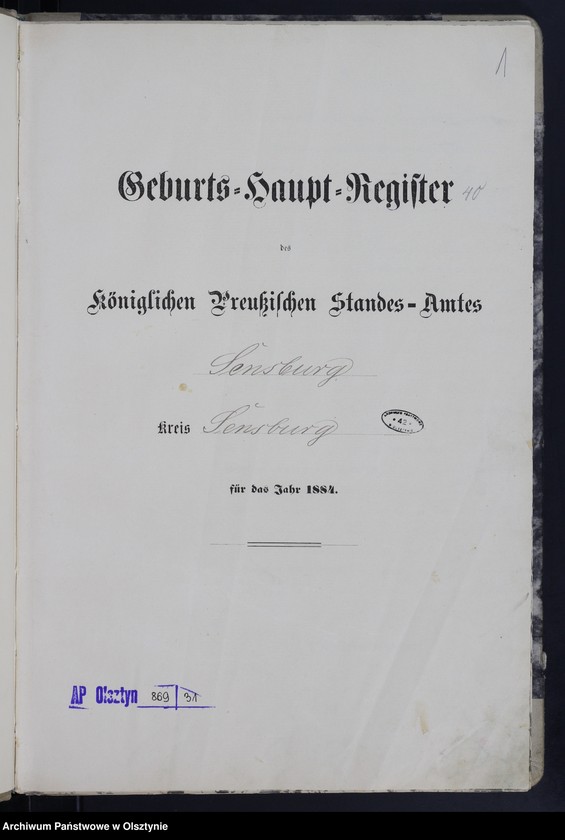 1
Geburts-Haupt-Register 40
des
Königlichen Preußischen Standes-Amtes
Sensburg
Kreis Sensburg
für das Jahr 1884.
AP Olsztyn 869 31
Archiwum Państwowe w Olsztynie